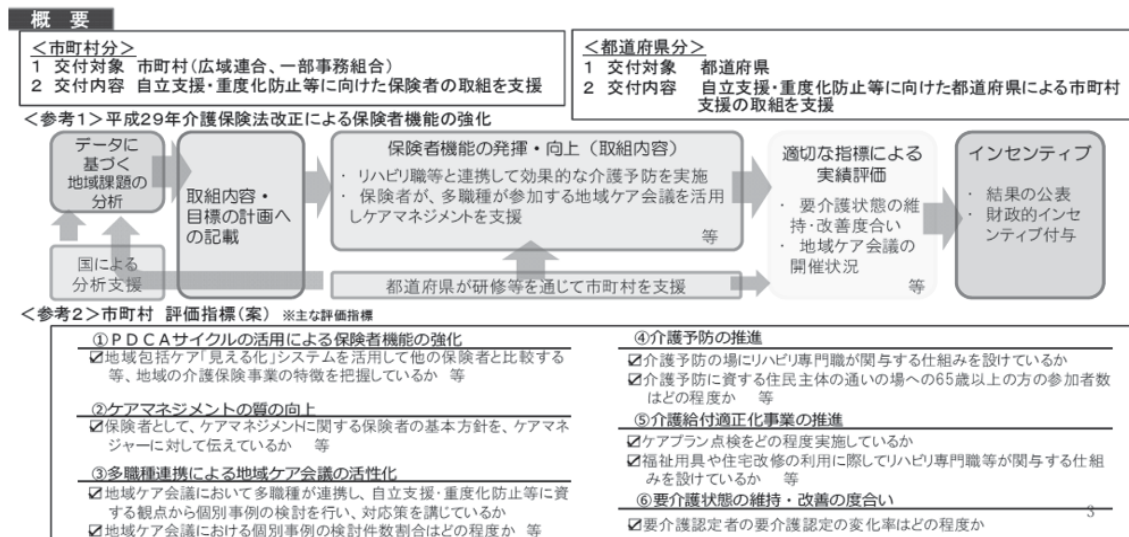 概　要
＜市町村分＞
1　交付対象　市町村（広域連合、一部事務組合）
2　交付内容　自立支援・重度化防止等に向けた保険者の取組を支援
＜都道府県分＞
1　交付対象　都道府県
2　交付内容　自立支援・重度化防止等に向けた都道府県による市町村
支援の取組を支援
＜参考1＞平成29年介護保険法改正による保険者機能の強化
データに
基づく
地域課題の
分析
国による
分析支援
取組内容・
目標の計画へ
の記載
保険者機能の発揮・向上（取組内容）
・ リハビリ職等と連携して効果的な介護予防を実施
・ 保険者が、多職種が参加する地域ケア会議を活用
しケアマネジメントを支援
等
都道府県が研修等を通じて市町村を支援
適切な指標による
実績評価
・ 要介護状態の維
持・改善度合い
・ 地域ケア会議の
開催状況
等
インセンティブ
・ 結果の公表
・ 財政的インセ
ンティブ付与
＜参考2＞市町村　評価指標（案）　※主な評価指標
①ＰＤＣＡサイクルの活用による保険者機能の強化
☑地域包括ケア「見える化」システムを活用して他の保険者と比較する
等、地域の介護保険事業の特徴を把握しているか　等
②ケアマネジメントの質の向上
☑保険者として、ケアマネジメントに関する保険者の基本方針を、ケアマネ
ジャーに対して伝えているか　等
③多職種連携による地域ケア会議の活性化
☑地域ケア会議において多職種が連携し、自立支援・重度化防止等に資
する観点から個別事例の検討を行い、対応策を講じているか
☑地域ケア会議における個別事例の検討件数割合はどの程度か　等
④介護予防の推進
☑介護予防の場にリハビリ専門職が関与する仕組みを設けているか
☑介護予防に資する住民主体の通いの場への65歳以上の方の参加者数
はどの程度か　等
⑤介護給付適正化事業の推進
☑ケアプラン点検をどの程度実施しているか
☑福祉用具や住宅改修の利用に際してリハビリ専門職等が関与する仕組
みを設けているか　等
⑥要介護状態の維持・改善の度合い
☑要介護認定者の要介護認定の変化率はどの程度か
3